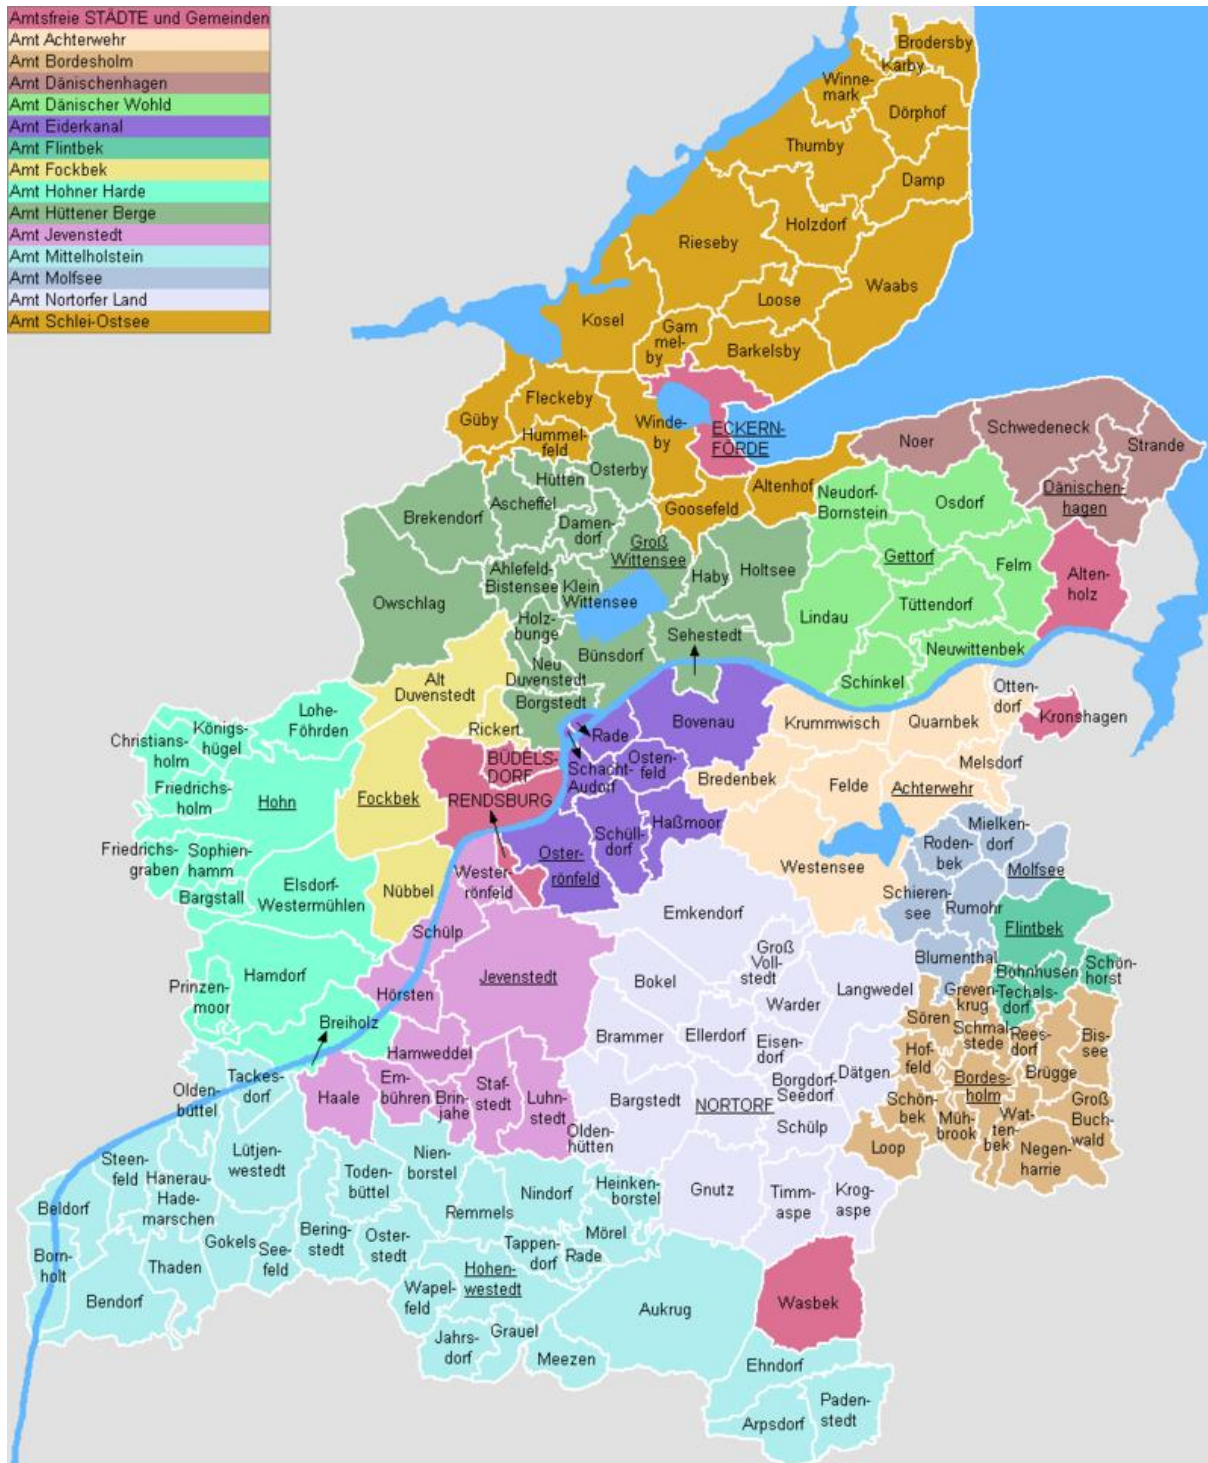 Amtsfreie STÄDTE und Gemeinden
Amt Achterwehr
Amt Bordesholm
Amt Dänischenhagen
Amt Dänischer Wohld
Amt Eiderkanal
Amt Flintbek
Amt Fockbek
Amt Hohner Harde
Amt Hüttener Berge
Amt Jevenstedt
Amt Mittelholstein
Amt Molfsee
Amt Nortorfer Land
Amt Schlei-Ostsee
Brodersby
Karby
Winne-
mark
Dörphof
Thumby
Damp
Holzdorf
Rieseby
Waabs
Loose
Kosel
Gam
mel-
by
Barkelsby
Fleckeby
Güby
Winde-
by
ECKERN-
FÖRDE
Hummel-
feld
Noer
Schwedeneck
Strande
Dänischen-
hagen
Osterby
Hütten
Altenhof
Goosefeld
Neudorf-
Bornstein
Osdorf
Ascheffel
Brekendorf
Damen-
dorf
Groß
Wittensee
Gettorf
Felm
Alten-
holz
Ahlefeld-
Bistensee
Klein
Wittensee
Haby
Holtsee
Owschlag
Tüttendorf
Lindau
Holz-
bunge
Sehestedt
Bünsdorf
Neuwittenbek
Neu
Duvenstedt
Schinkel
Alt
Duvenstedt
Borgstedt
Otten-
dorf
Kronshagen
Lohe-
Föhrden
Königs-
hügel
Christians-
holm
Rickert
Rade
Bovenau
Krummwisch
Quarnbek
Melsdorf
BÜDELS-
DORF
Schacht-
Audorf
Osten-
feld
Bredenbek
Felde
Achterwehr
Friedrichs-
holm
Hohn
Fockbek
RENDSBURG
Haßmoor
Schüll-
dorf
Mielken-
dorf
Roden-
bek
Molfsee
Friedrichs-
graben
Sophien-
hamm
Oster-
rönfeld
Wester-
rönfeld
Westensee
Elsdorf-
Westermühlen
Bargstall
Nübbel
Schieren-
see
Rumohr
Emkendorf
Flintbek
Schülp
Groß
Voll-
stedt
Blumenthal
Bohnhusen
Schön-
horst
Hamdorf
Jevenstedt
Bokel
Langwedel
Greven-
krug
Techels-
dorf
Prinzen-
moor
Hörsten
Warder
Sören
Breiholz
Brammer
Ellerdorf
Eisen-
dorf
Schmal-
stede
Rees-
dorf
Bis-
see
Hamweddel
Hof-
feld
Dätgen
Bordes-
holm
Brügge
Tackes-
dorf
Olden-
büttel
Haale
Em-
bühren
Brin-
jahe
Staf-
stedt
Luhn-
stedt
Bargstedt
NORTORF
Borgdorf-
Seedorf
Schön-
bek
Müh-
brook
Wat-
ten-
bek
Groß
Buch-
wald
Schülp
Olden-
hütten
Loop
Negen-
harrie
Steen-
feld
Lütjen-
westedt
Nien-
borstel
Toden-
büttel
Hanerau-
Hade-
marschen
Nindorf
Heinken-
borstel
Gnutz
Timm-
aspe
Krog-
aspe
Beldorf
Remmels
Mörel
Bering-
stedt
Oster-
stedt
Gokels
See-
feld
Tappen-
dorf
Rade
Born-
holt
Thaden
Hohen-
westedt
Wapel-
feld
Bendorf
Aukrug
Wasbek
Jahrs-
dorf
Grauel
Meezen
Ehndorf
Arpsdorf
Paden-
stedt